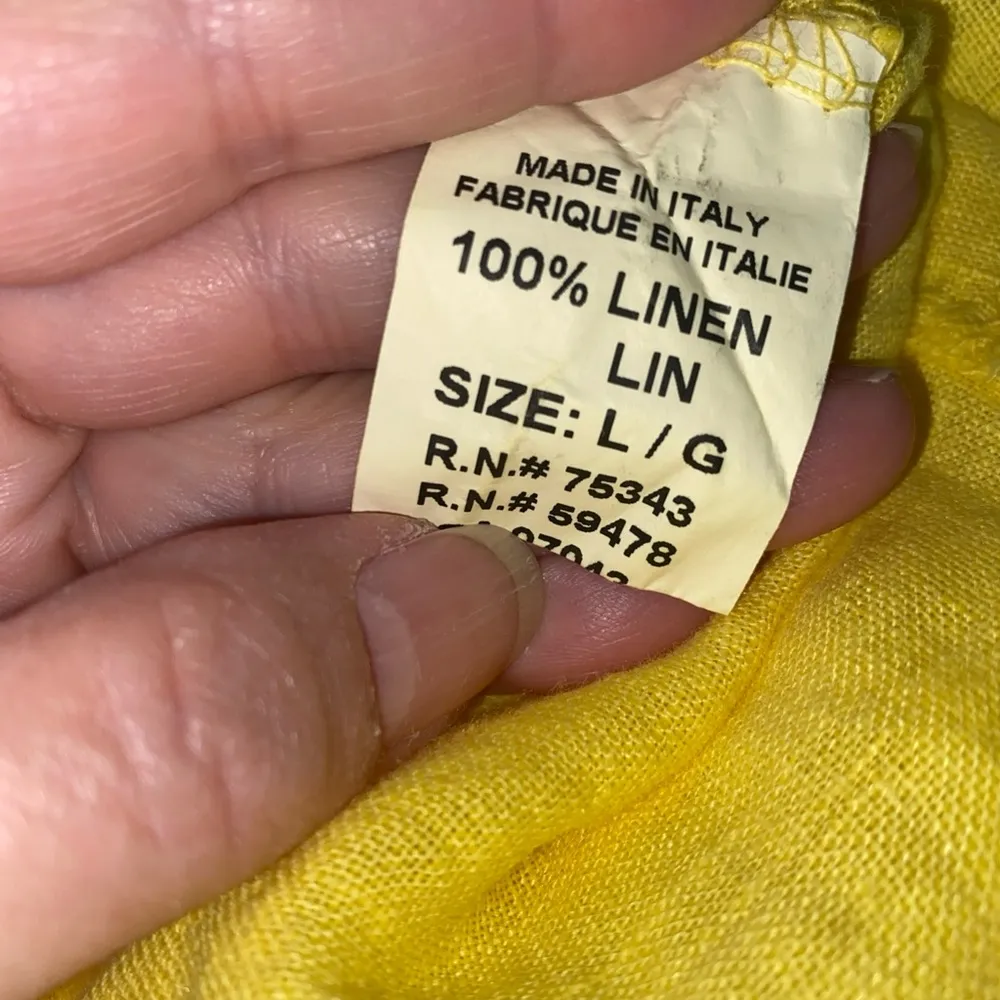 MADE IN ITALY
FABRIQUE EN ITALIE
100% LINEN
LIN
SIZE: L / G
R.N.# 75343
R.N.# 59478